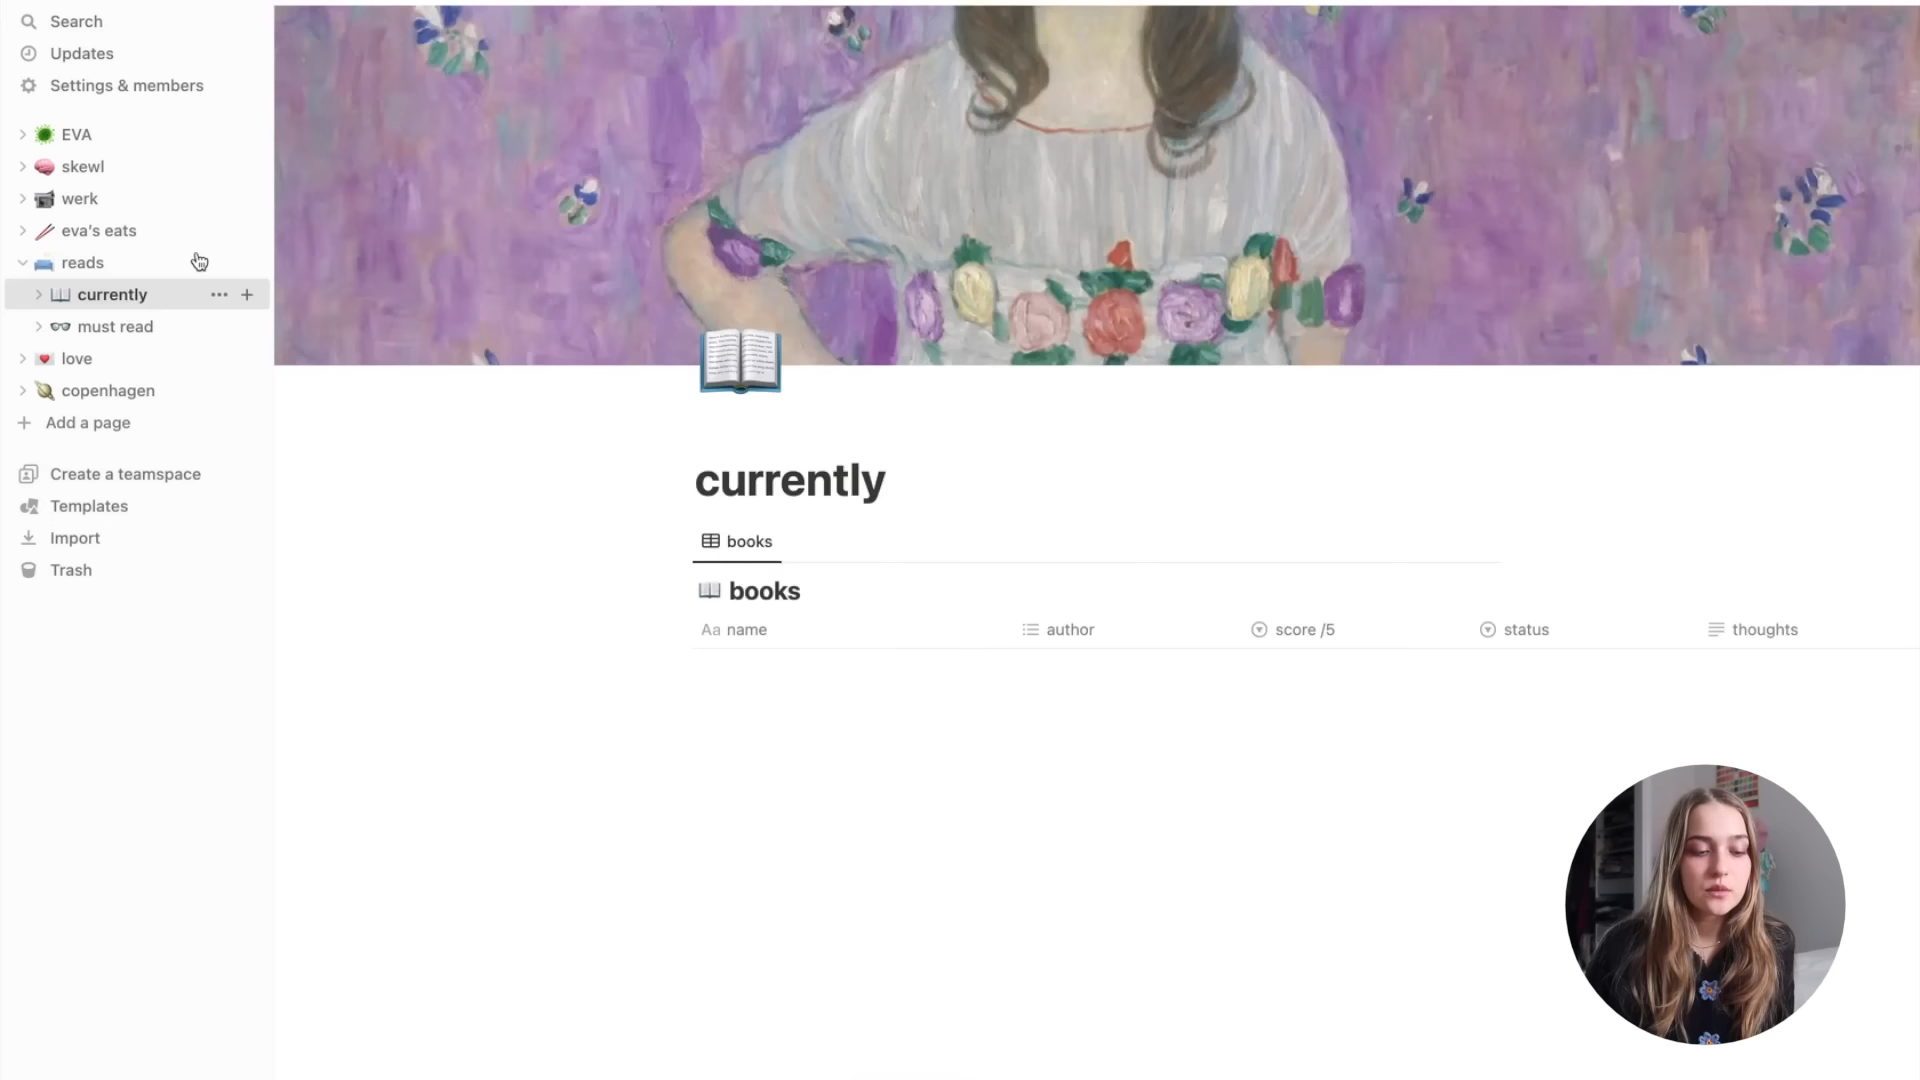 Search
Updates
Settings & members
EVA
skewl
werk
eva's eats
reads
currently
must read
love
copenhagen
Add a page
Create a teamspace
Templates
Import
Trash
currently
books
books
Aa name
author
score /5
status
thoughts